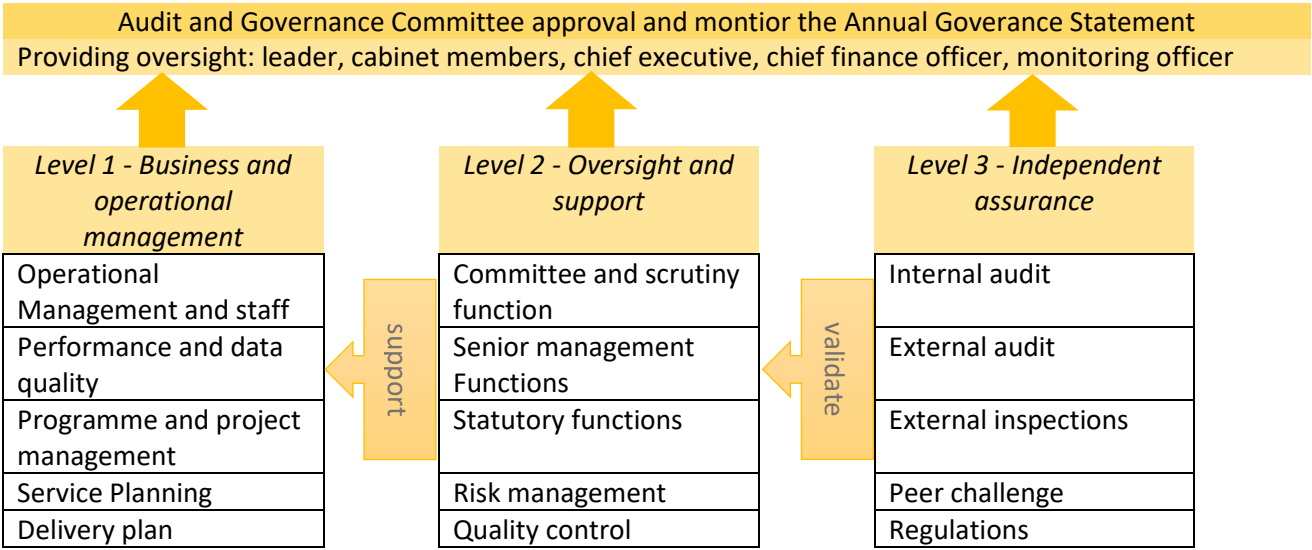 Audit and Governance Committee approval and montior the Annual Goverance Statement
Providing oversight: leader, cabinet members, chief executive, chief finance officer, monitoring officer
Level 1 - Business and
operational
management
Operational
Management and staff
Performance and data
quality
Programme and project
management
Service Planning
Delivery plan
support
Level 2 - Oversight and
support
Committee and scrutiny
function
Senior management
Functions
Statutory functions
Risk management
Quality control
validate
Level 3 - Independent
assurance
Internal audit
External audit
External inspections
Peer challenge
Regulations